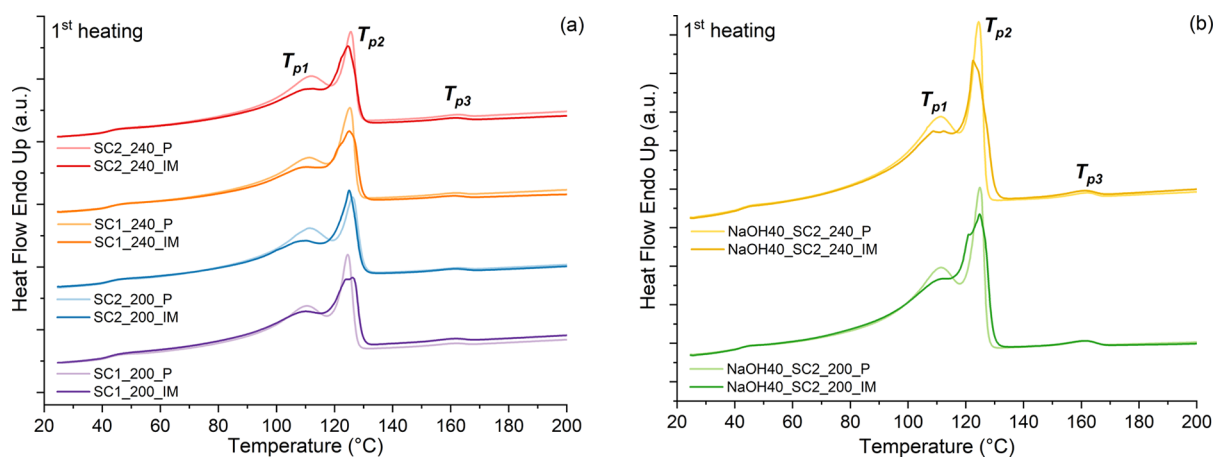 1st heating
(a)
Tp1
Tp2
Tp3
SC2_240_P
SC2_240_IM
SC1_240_P
SC1_240_IM
SC2_200_P
SC2_200_IM
SC1_200_P
SC1_200_IM
Heat Flow Endo Up (a.u.)
20 40 60 80 100 120 140 160 180 200
Temperature (°C)
1st heating
(b)
Tp2
Tp1
Tp3
NaOH40_SC2_240_P
NaOH40_SC2_240_IM
NaOH40_SC2_200_P
NaOH40_SC2_200_IM
Heat Flow Endo Up (a.u.)
20 40 60 80 100 120 140 160 180 200
Temperature (°C)